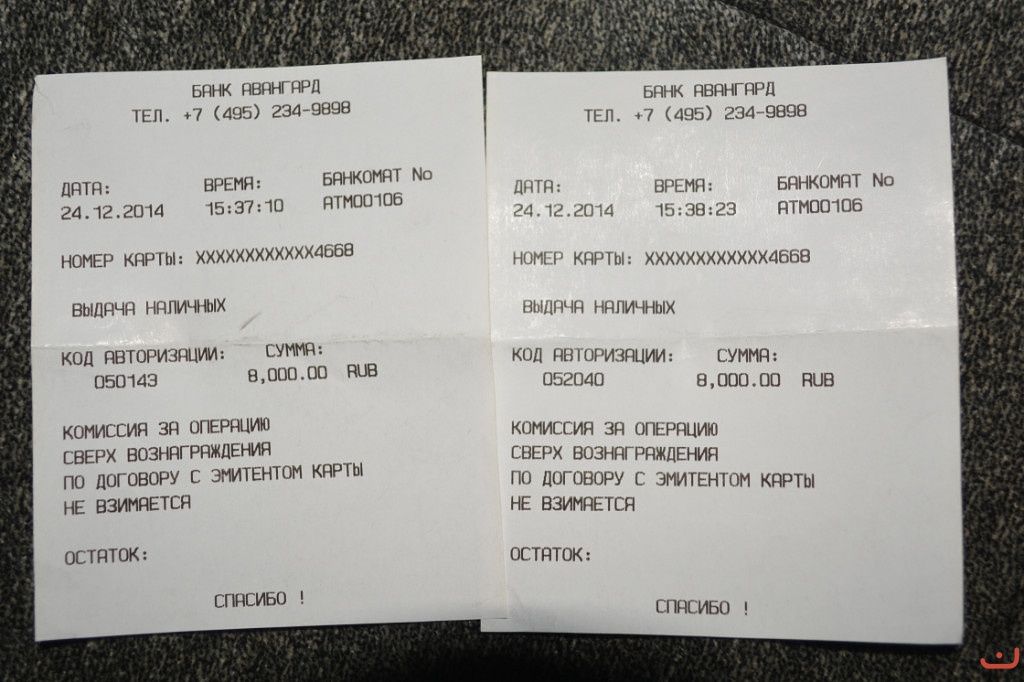 БАНК АВАНГАРД
ТЕЛ. +7 (495) 234-9898
ДАТА: ВРЕМЯ: БАНКОМАТ No
24.12.2014 15:37:10 ATM00106
НОМЕР КАРТЫ: XXXXXXXXXXXX4668
ВЫДАЧА НАЛИЧНЫХ
КОД АВТОРИЗАЦИИ: СУММА:
050143 8,000.00 RUB
КОМИССИЯ ЗА ОПЕРАЦИЮ
СВЕРХ ВОЗНАГРАЖДЕНИЯ
ПО ДОГОВОРУ С ЭМИТЕНТОМ КАРТЫ
НЕ ВЗИМАЕТСЯ
ОСТАТОК:
СПАСИБО !
БАНК АВАНГАРД
ТЕЛ. +7 (495) 234-9898
ДАТА: ВРЕМЯ: БАНКОМАТ No
24.12.2014 15:38:23 ATM00106
НОМЕР КАРТЫ: XXXXXXXXXXXX4668
ВЫДАЧА НАЛИЧНЫХ
КОД АВТОРИЗАЦИИ: СУММА:
052040 8,000.00 RUB
КОМИССИЯ ЗА ОПЕРАЦИЮ
СВЕРХ ВОЗНАГРАЖДЕНИЯ
ПО ДОГОВОРУ С ЭМИТЕНТОМ КАРТЫ
НЕ ВЗИМАЕТСЯ
ОСТАТОК:
СПАСИБО !